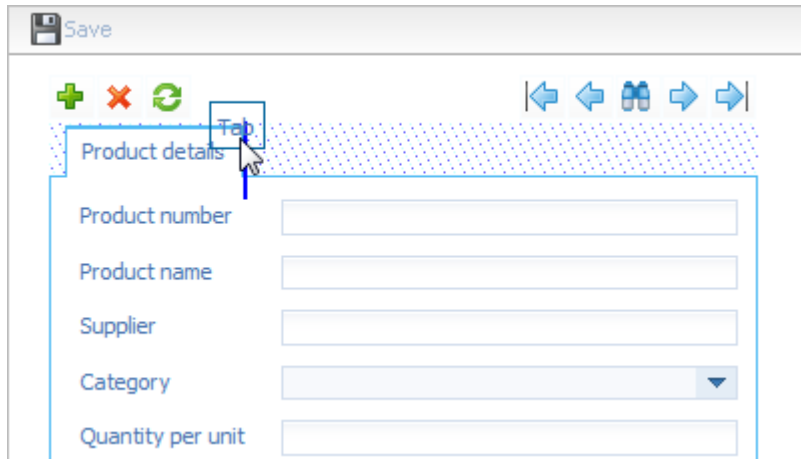 Save
Tab
Product details
Product number
Product name
Supplier
Category
Quantity per unit